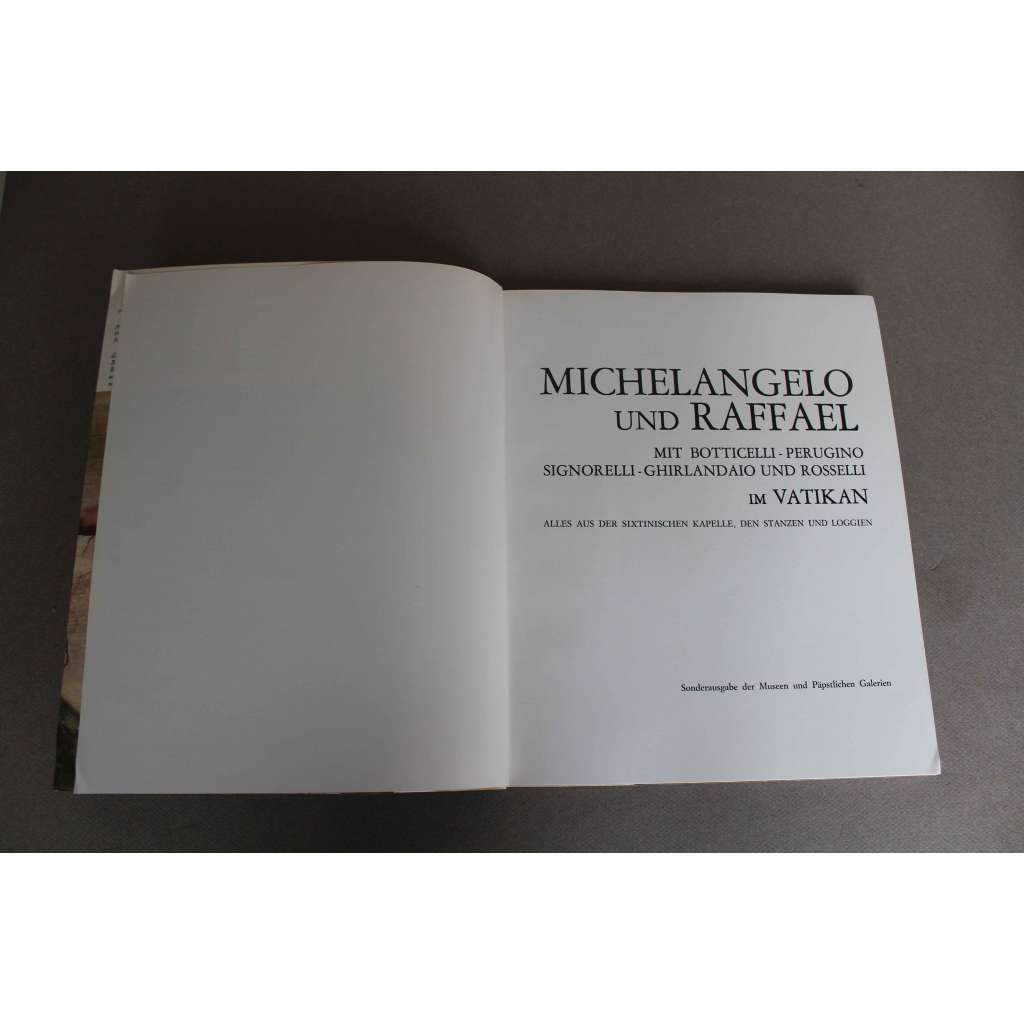 MICHELANGELO
UND RAFFAEL
MIT BOTTICELLI - PERUGINO
SIGNORELLI - GHIRLANDAIO UND ROSSELLI
IM VATIKAN
ALLES AUS DER SIXTINISCHEN KAPELLE, DEN STANZEN UND LOGGIEN
Sonderausgabe der Museen und Päpstlichen Galerien